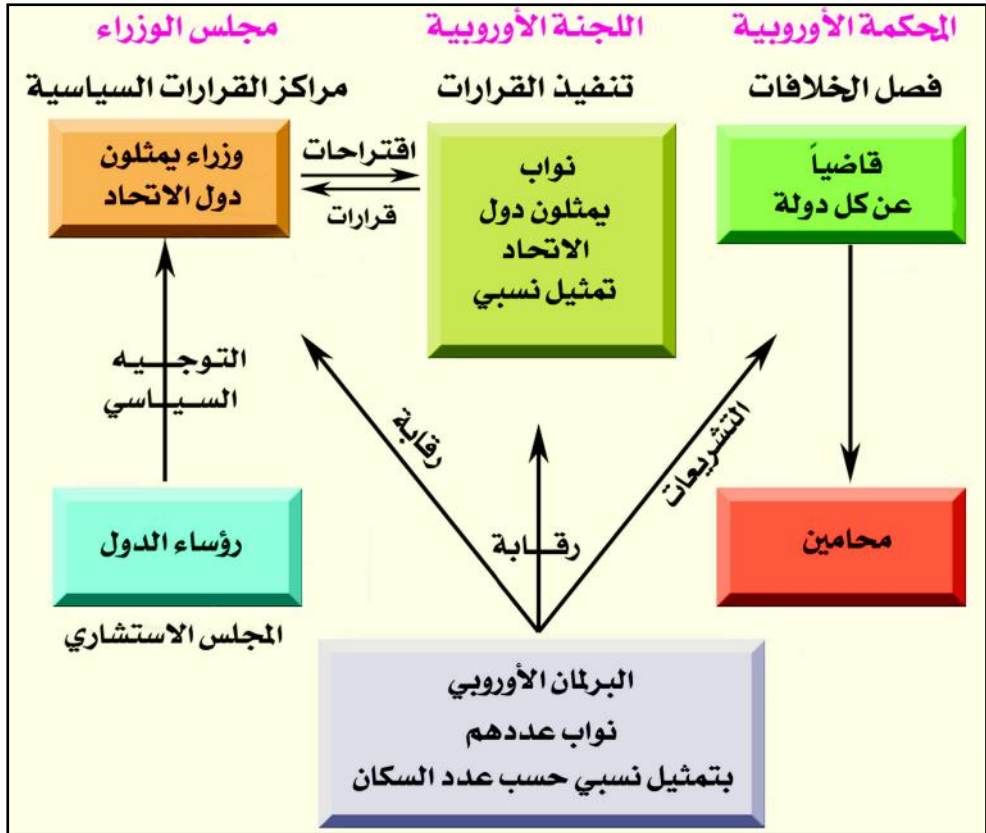 المحكمة الأوروبية
اللجنة الأوروبية
مجلس الوزراء
فصل الخلافات
تنفيذ القرارات
مراكز القرارات السياسية
قاضياً
عن كل دولة
نواب
يمثلون دول
الاتحاد
تمثيل نسبي
اقتراحات
قرارات
وزراء يمثلون
دول الاتحاد
التوجيه
السياسي
رقابة
رقابة
التشريعات
محامين
رؤساء الدول
المجلس الاستشاري
البرلمان الأوروبي
نواب عددهم
بتمثيل نسبي حسب عدد السكان